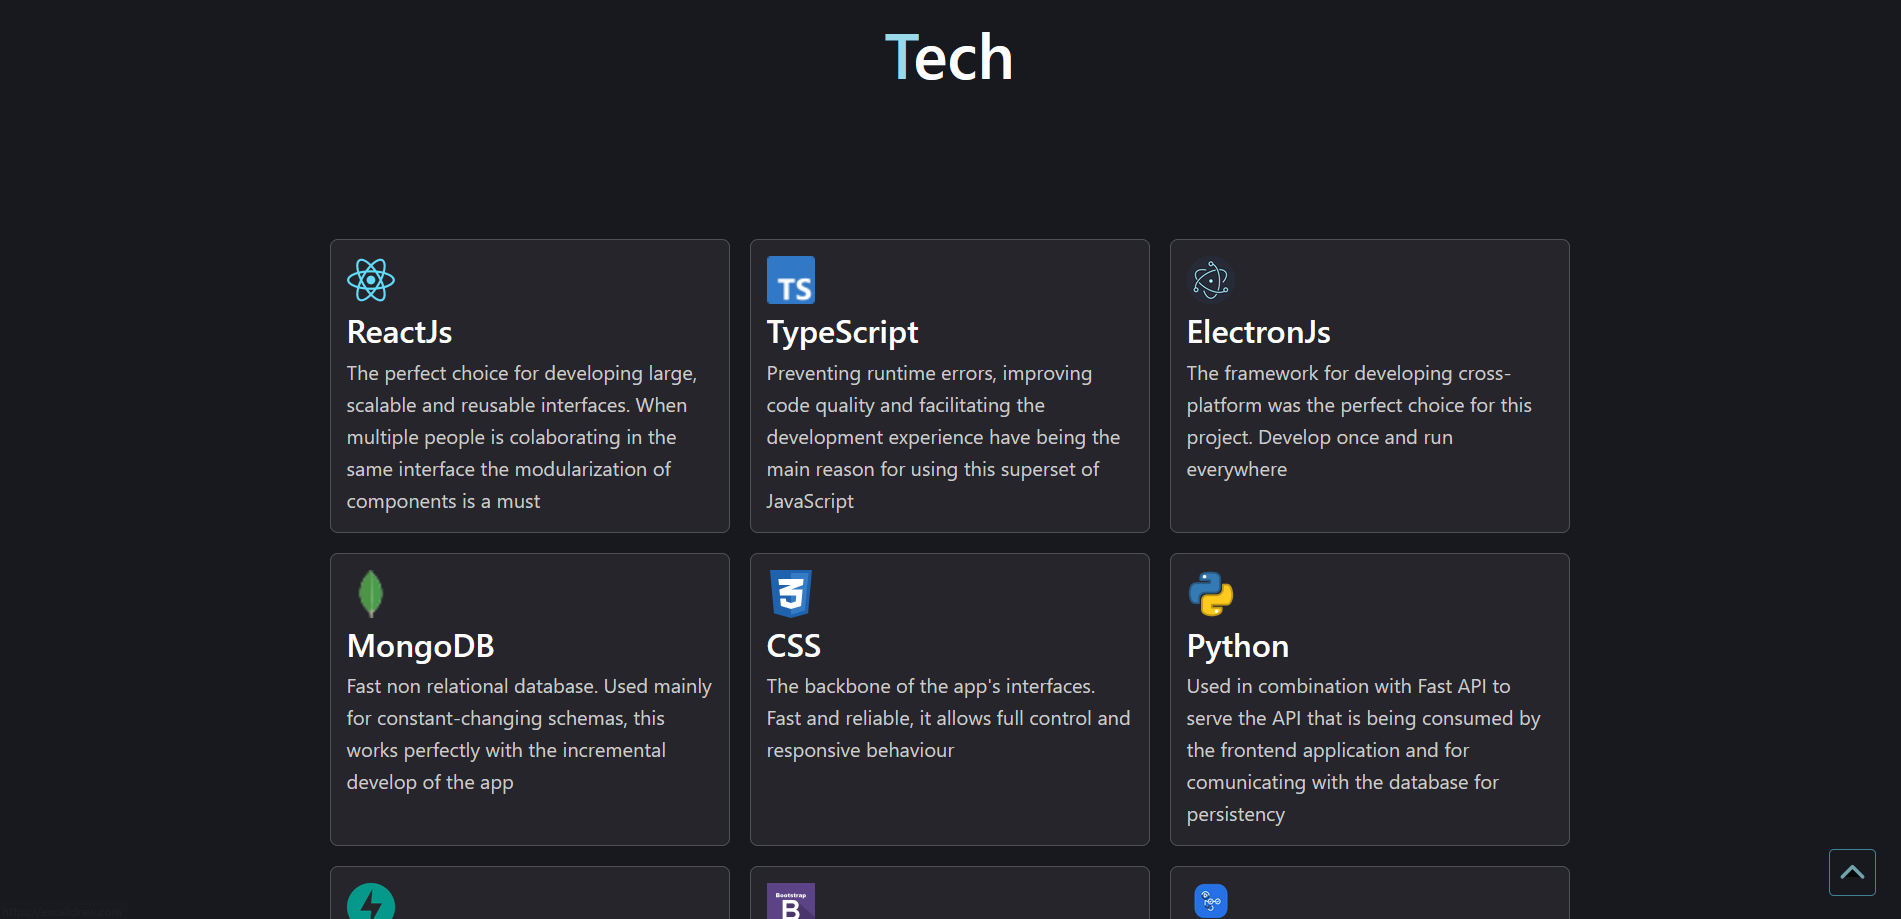 Tech
TS
ReactJs
The perfect choice for developing large,
scalable and reusable interfaces. When
multiple people is colaborating in the
same interface the modularization of
components is a must
TypeScript
Preventing runtime errors, improving
code quality and facilitating the
development experience have being the
main reason for using this superset of
JavaScript
ElectronJs
The framework for developing cross-
platform was the perfect choice for this
project. Develop once and run
everywhere
MongoDB
Fast non relational database. Used mainly
for constant-changing schemas, this
works perfectly with the incremental
develop of the app
3
CSS
The backbone of the app's interfaces.
Fast and reliable, it allows full control and
responsive behaviour
Python
Used in combination with Fast API to
serve the API that is being consumed by
the frontend application and for
comunicating with the database for
persistency
Bootstrap
B